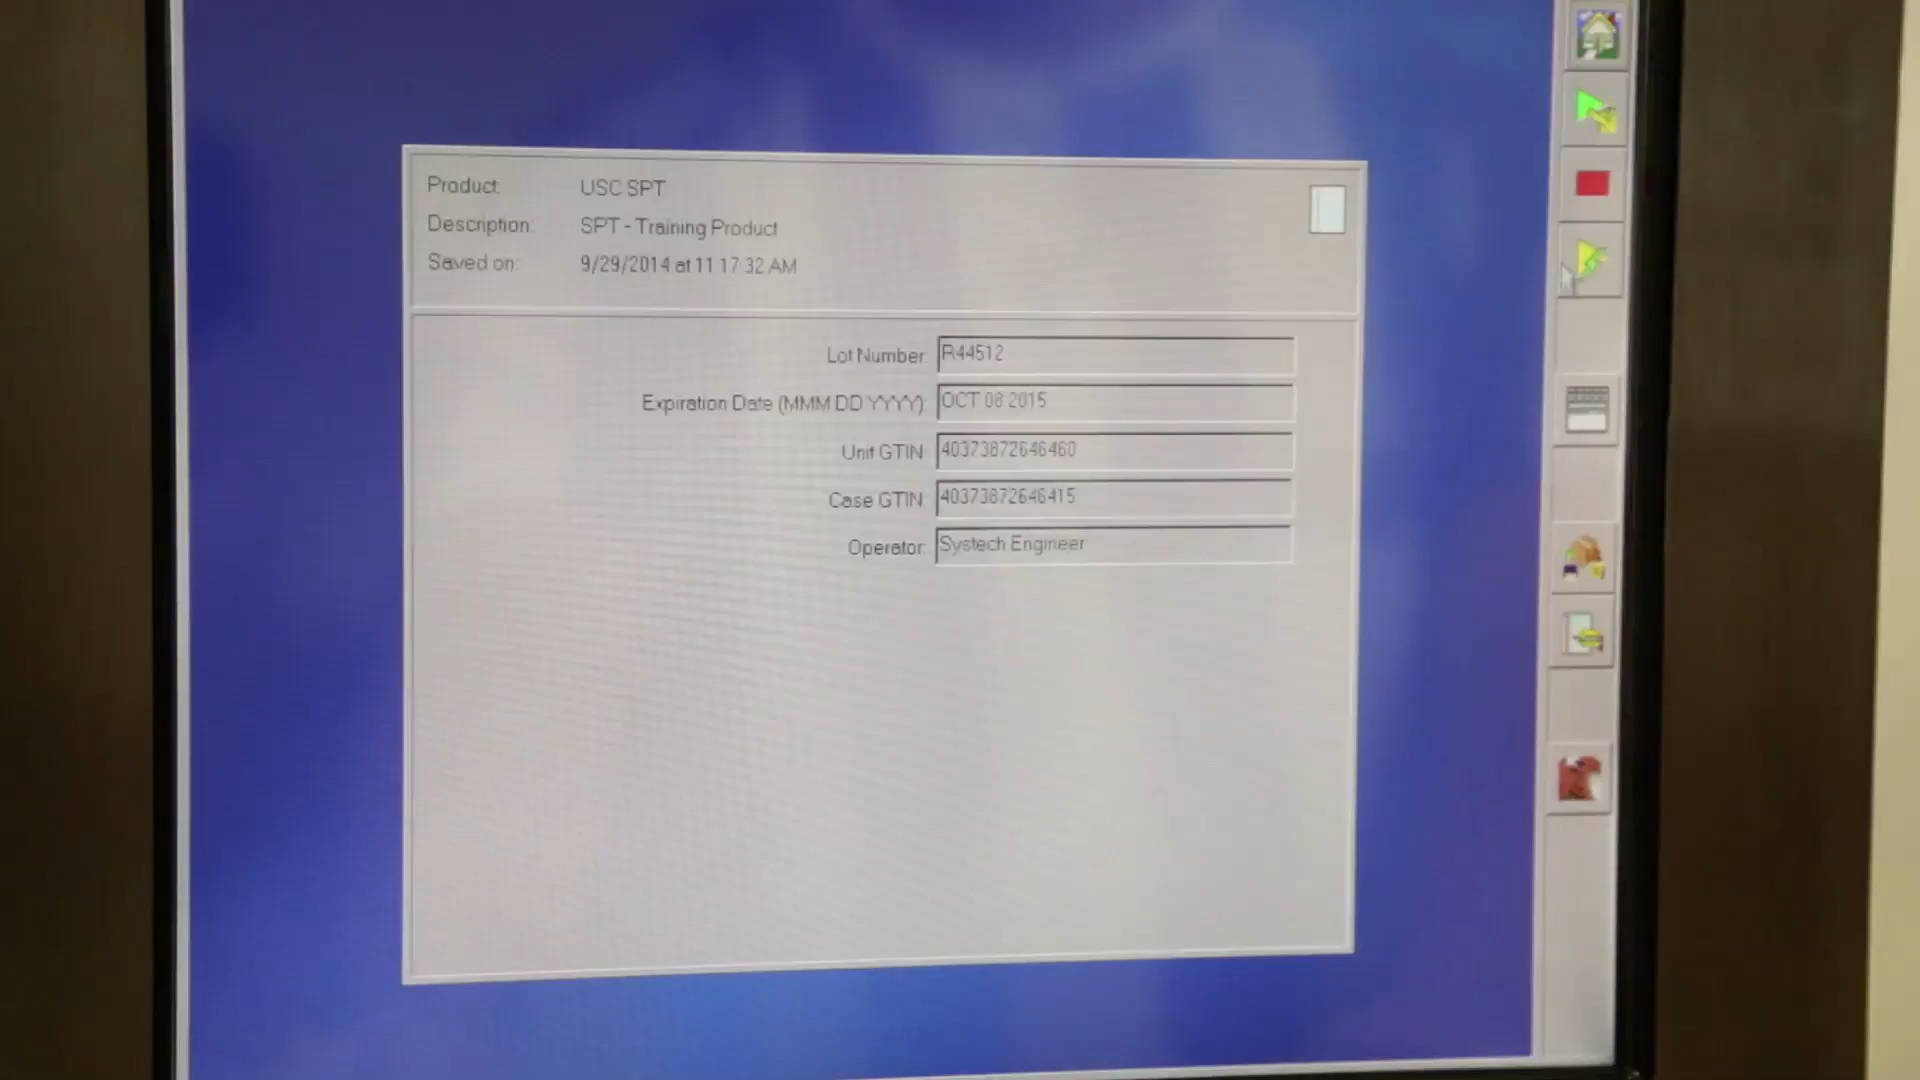 Product: USC SPT
Description: SPT - Training Product
Saved on: 9/29/2014 at 11 17 32 AM
Lot Number: R44512
Expiration Date (MMM DD YYYY): OCT 08 2015
Unit GTIN 40373872646460
Case GTIN 40373872646415
Operator: Systech Engineer